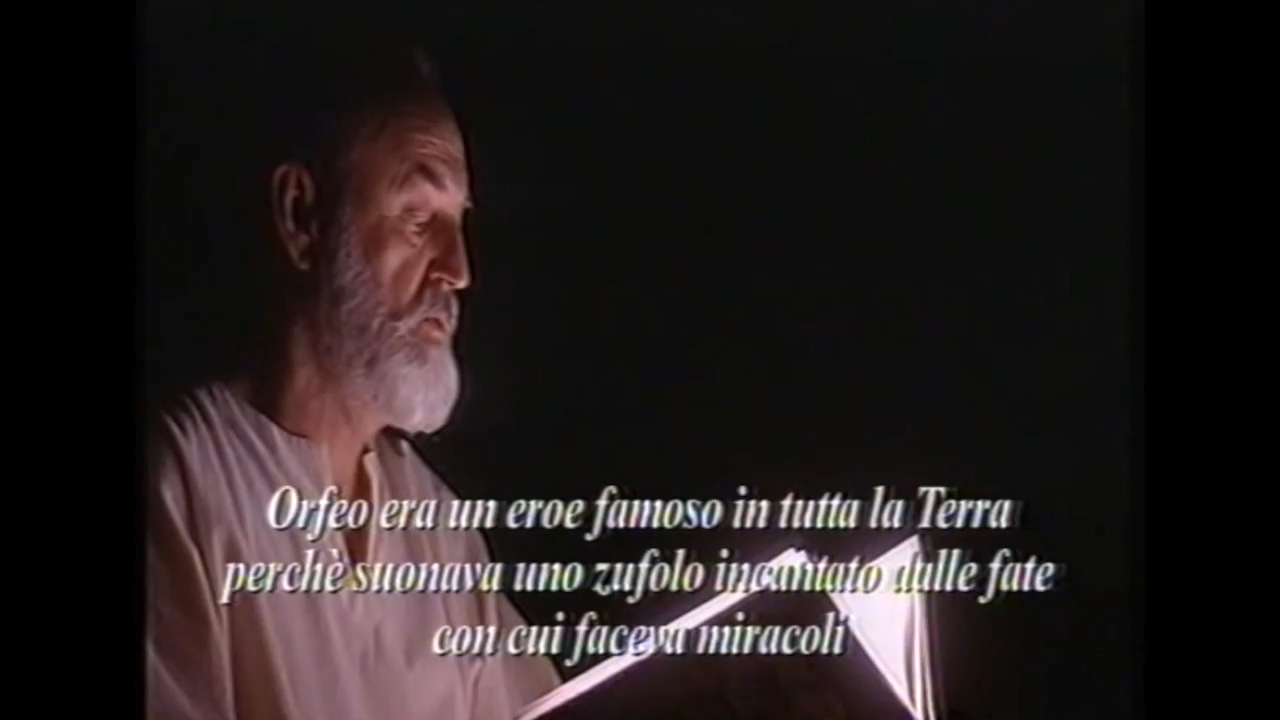 Orfeo era un eroe famoso in tutta la Terra
perchè suonava uno zufolo incantato dalle fate
con cui faceva miracoli